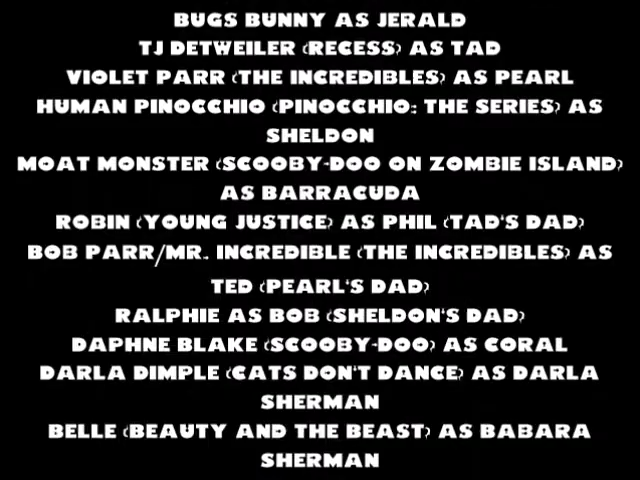 BUGS BUNNY AS JERALD
TJ DETWEILER (RECESS) AS TAD
VIOLET PARR (THE INCREDIBLES) AS PEARL
HUMAN PINOCCHIO (PINOCCHIO: THE SERIES) AS
SHELDON
MOAT MONSTER (SCOOBY-DOO ON ZOMBIE ISLAND)
AS BARRACUDA
ROBIN (YOUNG JUSTICE) AS PHIL (TAD'S DAD)
BOB PARR/MR. INCREDIBLE (THE INCREDIBLES) AS
TED (PEARL'S DAD)
RALPHIE AS BOB (SHELDON'S DAD)
DAPHNE BLAKE (SCOOBY-DOO) AS CORAL
DARLA DIMPLE (CATS DON'T DANCE) AS DARLA
SHERMAN
BELLE (BEAUTY AND THE BEAST) AS BABARA
SHERMAN